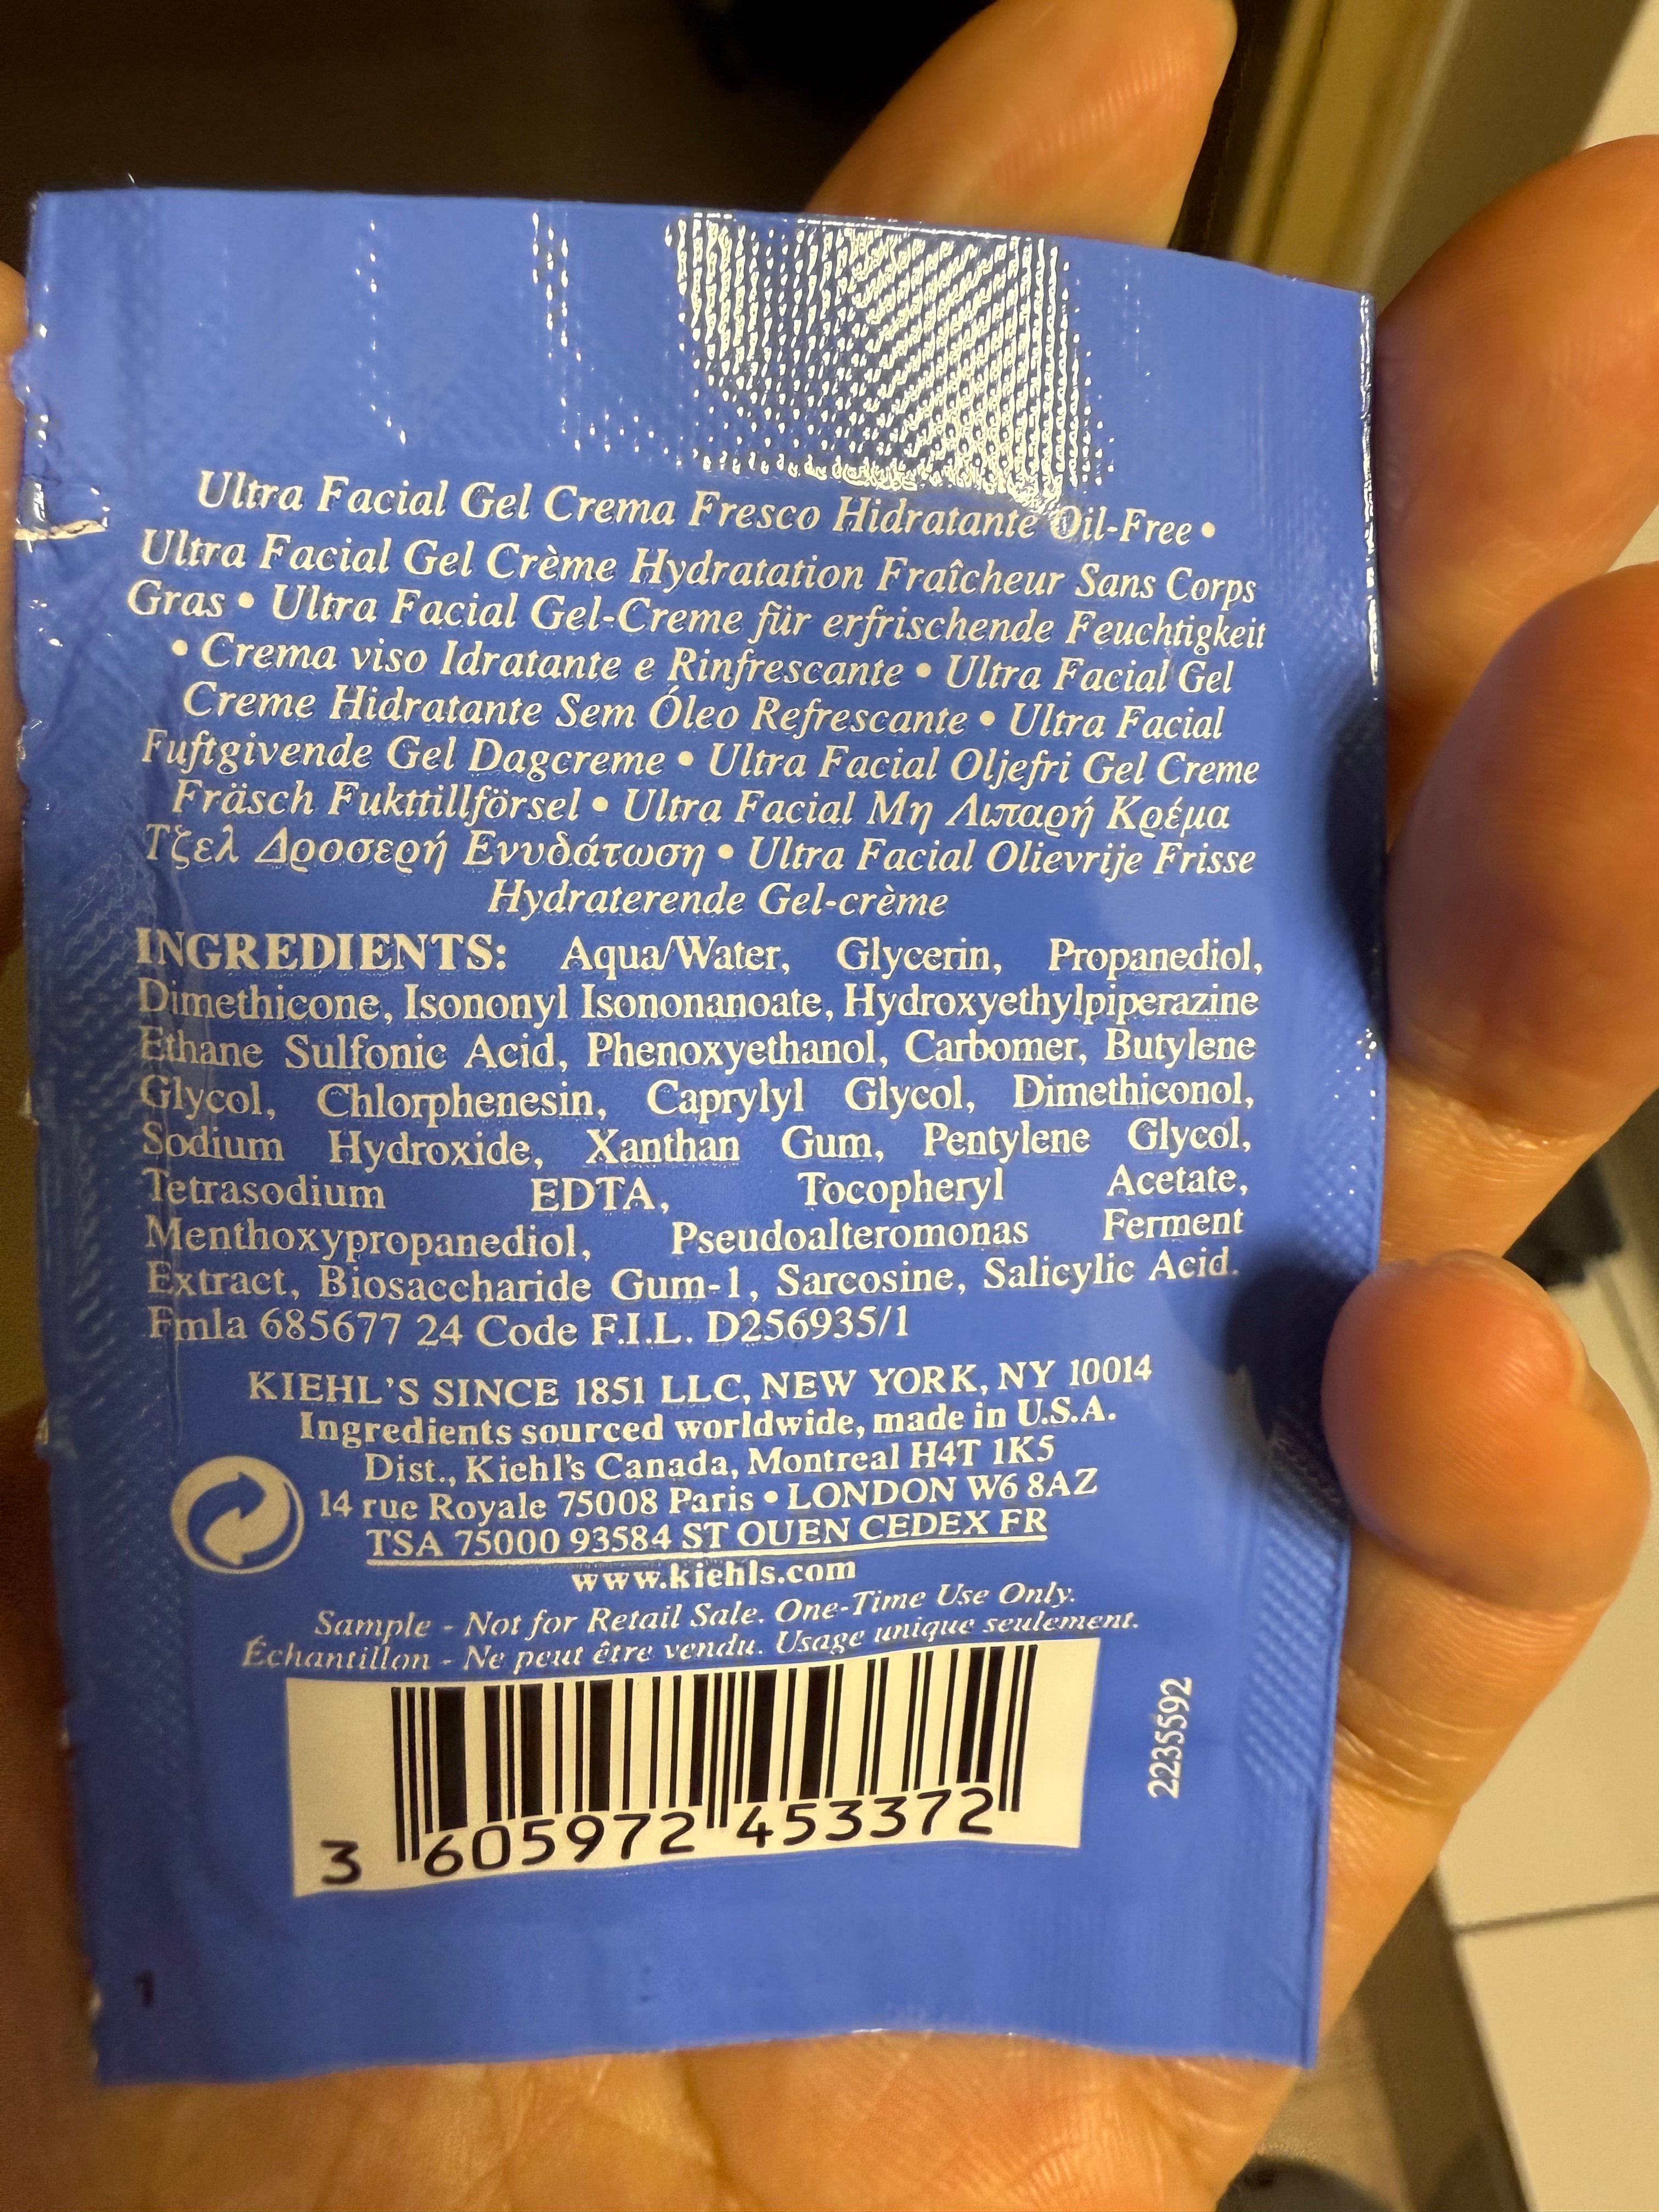 Ultra Facial Gel Crema Fresco Hidratante Oil-Free •
Ultra Facial Gel Crème Hydratation Fraîcheur Sans Corps
Gras • Ultra Facial Gel-Creme für erfrischende Feuchtigkeit
• Crema viso Idratante e Rinfrescante • Ultra Facial Gel
Creme Hidratante Sem Óleo Refrescante • Ultra Facial
Fuftgivende Gel Dagcreme • Ultra Facial Oljefri Gel Creme
Fräsch Fukttillförsel • Ultra Facial Μη Λιπαρή Κρέμα
Τζελ Δροσερή Ενυδάτωση • Ultra Facial Olievrije Frisse
Hydraterende Gel-crème
INGREDIENTS: Aqua/Water, Glycerin, Propanediol,
Dimethicone, Isononyl Isononanoate, Hydroxyethylpiperazine
Ethane Sulfonic Acid, Phenoxyethanol, Carbomer, Butylene
Glycol, Chlorphenesin, Caprylyl Glycol, Dimethiconol,
Sodium Hydroxide, Xanthan Gum, Pentylene Glycol,
Tetrasodium EDTA, Tocopheryl Acetate,
Menthoxypropanediol, Pseudoalteromonas Ferment
Extract, Biosaccharide Gum-1, Sarcosine, Salicylic Acid.
Fmla 685677 24 Code F.I.L. D256935/1
KIEHL'S SINCE 1851 LLC, NEW YORK, NY 10014
Ingredients sourced worldwide, made in U.S.A.
Dist., Kiehl's Canada, Montreal H4T 1K5
14 rue Royale 75008 Paris • LONDON W6 8AZ
TSA 75000 93584 ST OUEN CEDEX FR
www.kiehls.com
Sample - Not for Retail Sale. One-Time Use Only.
Échantillon - Ne peut être vendu. Usage unique seulement.
3 605972 453372
2235592
1